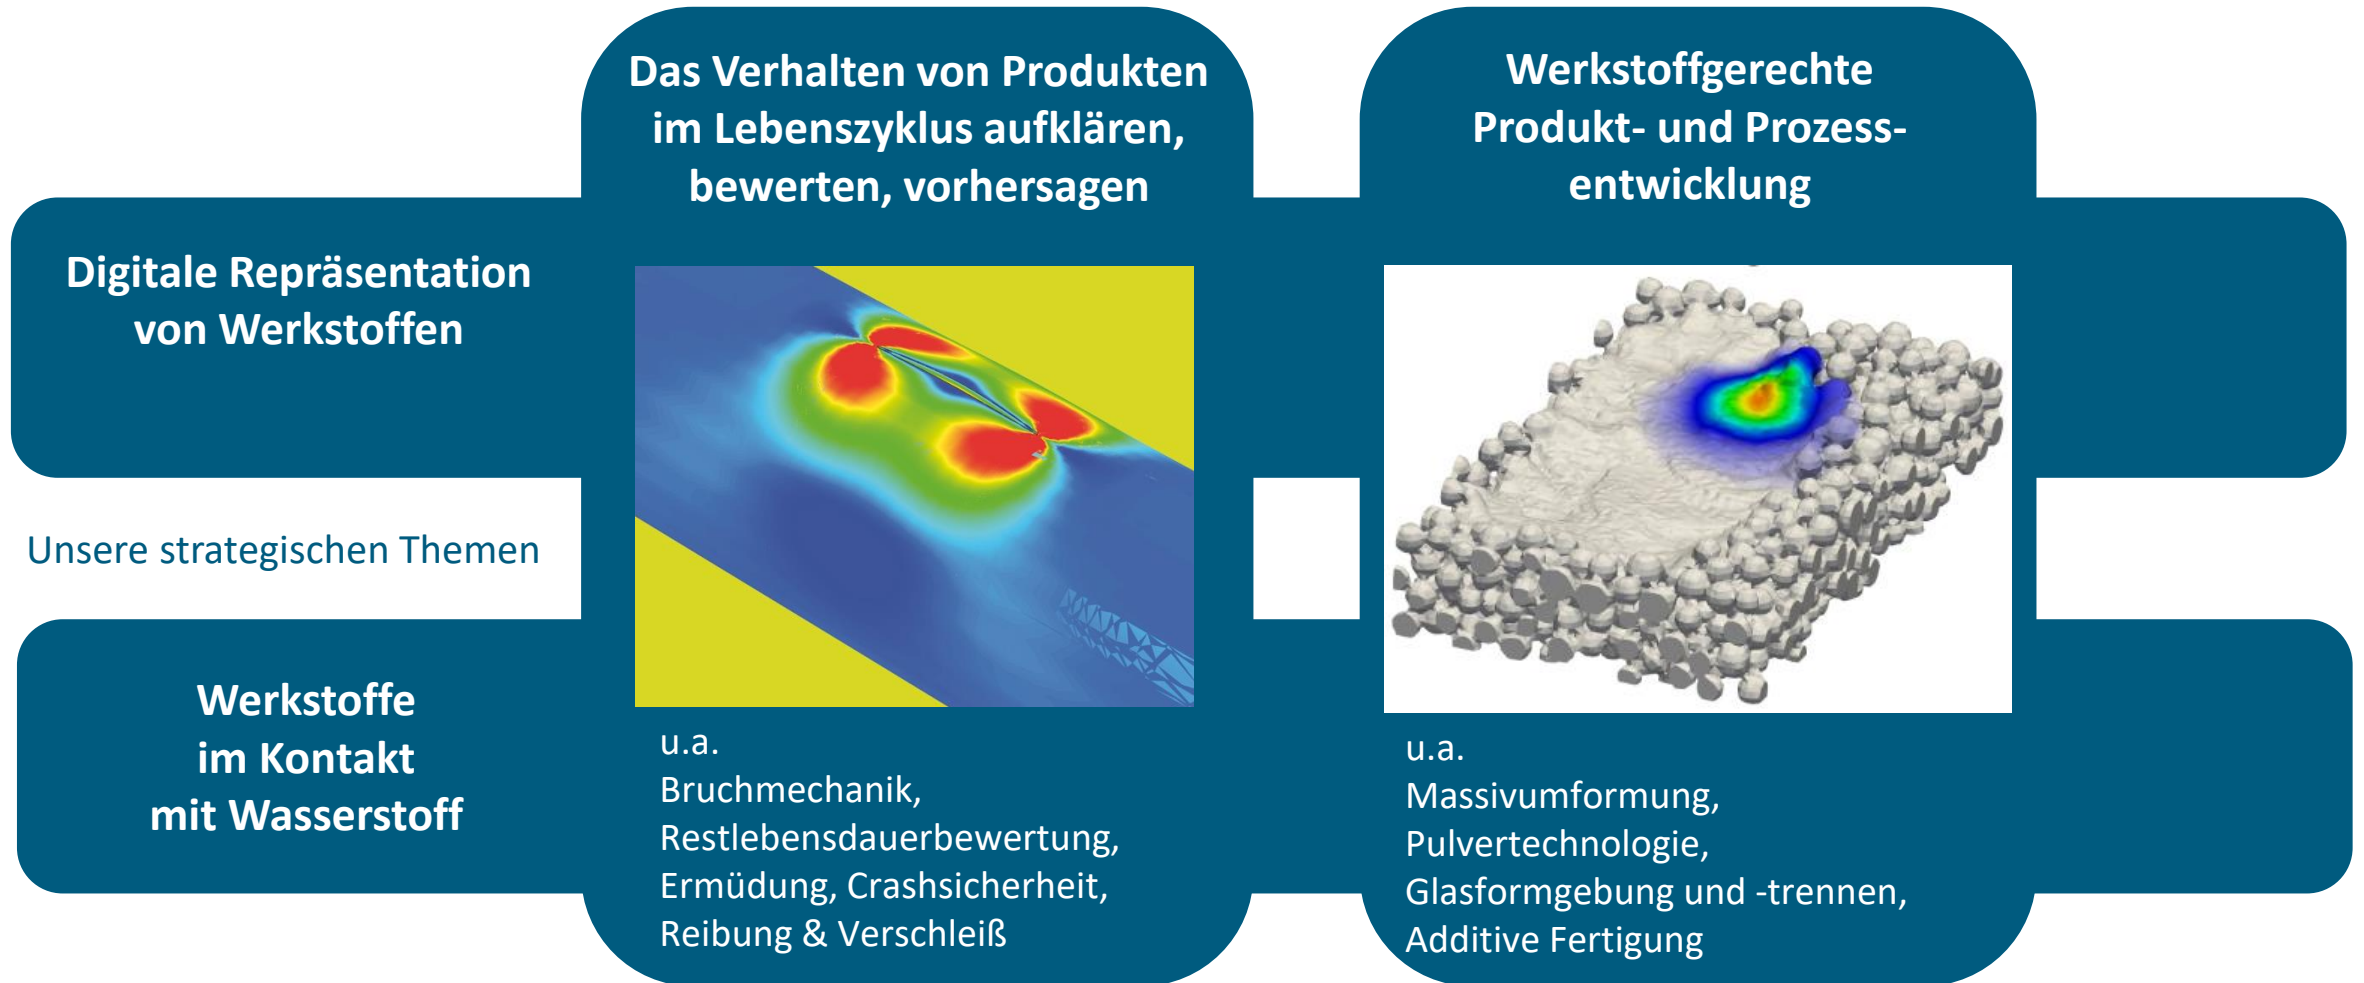 Das Verhalten von Produkten
im Lebenszyklus aufklären,
bewerten, vorhersagen
Werkstoffgerechte
Produkt- und Prozess-
entwicklung
Digitale Repräsentation
von Werkstoffen
Unsere strategischen Themen
Werkstoffe
im Kontakt
mit Wasserstoff
u.a.
Bruchmechanik,
Restlebensdauerbewertung,
Ermüdung, Crashsicherheit,
Reibung & Verschleiß
u.a.
Massivumformung,
Pulvertechnologie,
Glasformgebung und -trennen,
Additive Fertigung